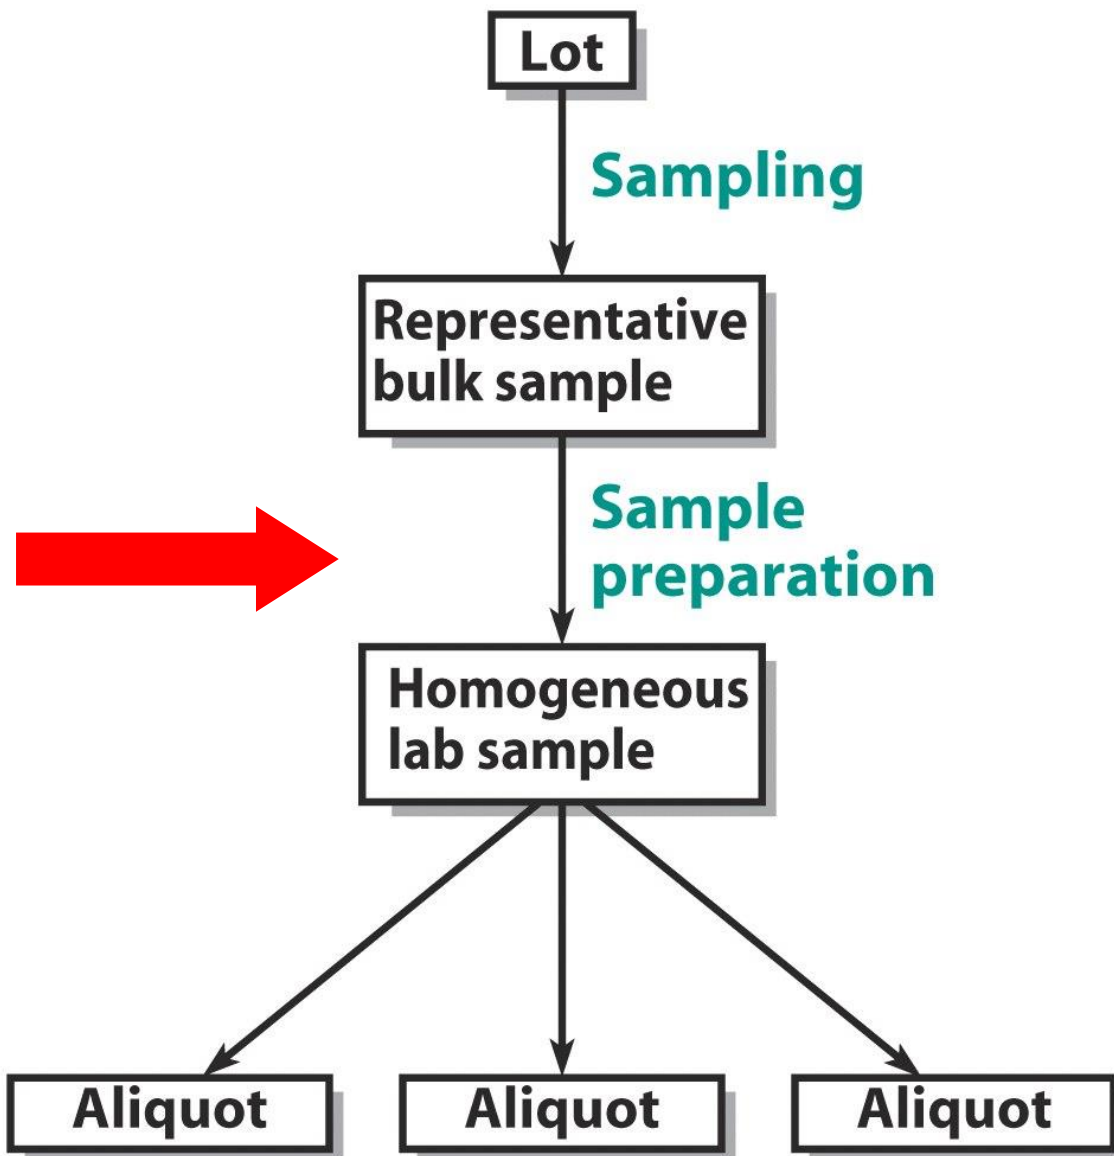 Lot
Sampling
Representative
bulk sample
Sample
preparation
Homogeneous
lab sample
Aliquot
Aliquot
Aliquot